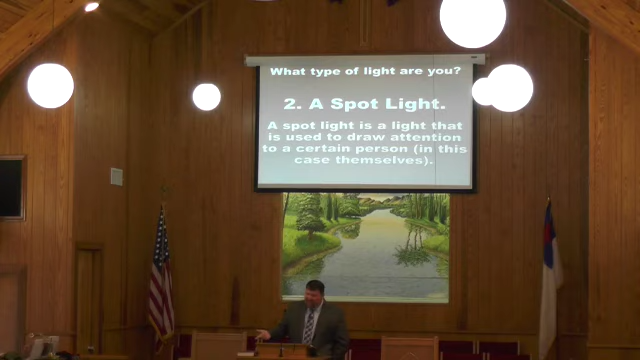 What type of light are you?
2. A Spot Light.
A spot light is a light that
is used to draw attention
to a certain person (in this
case themselves).